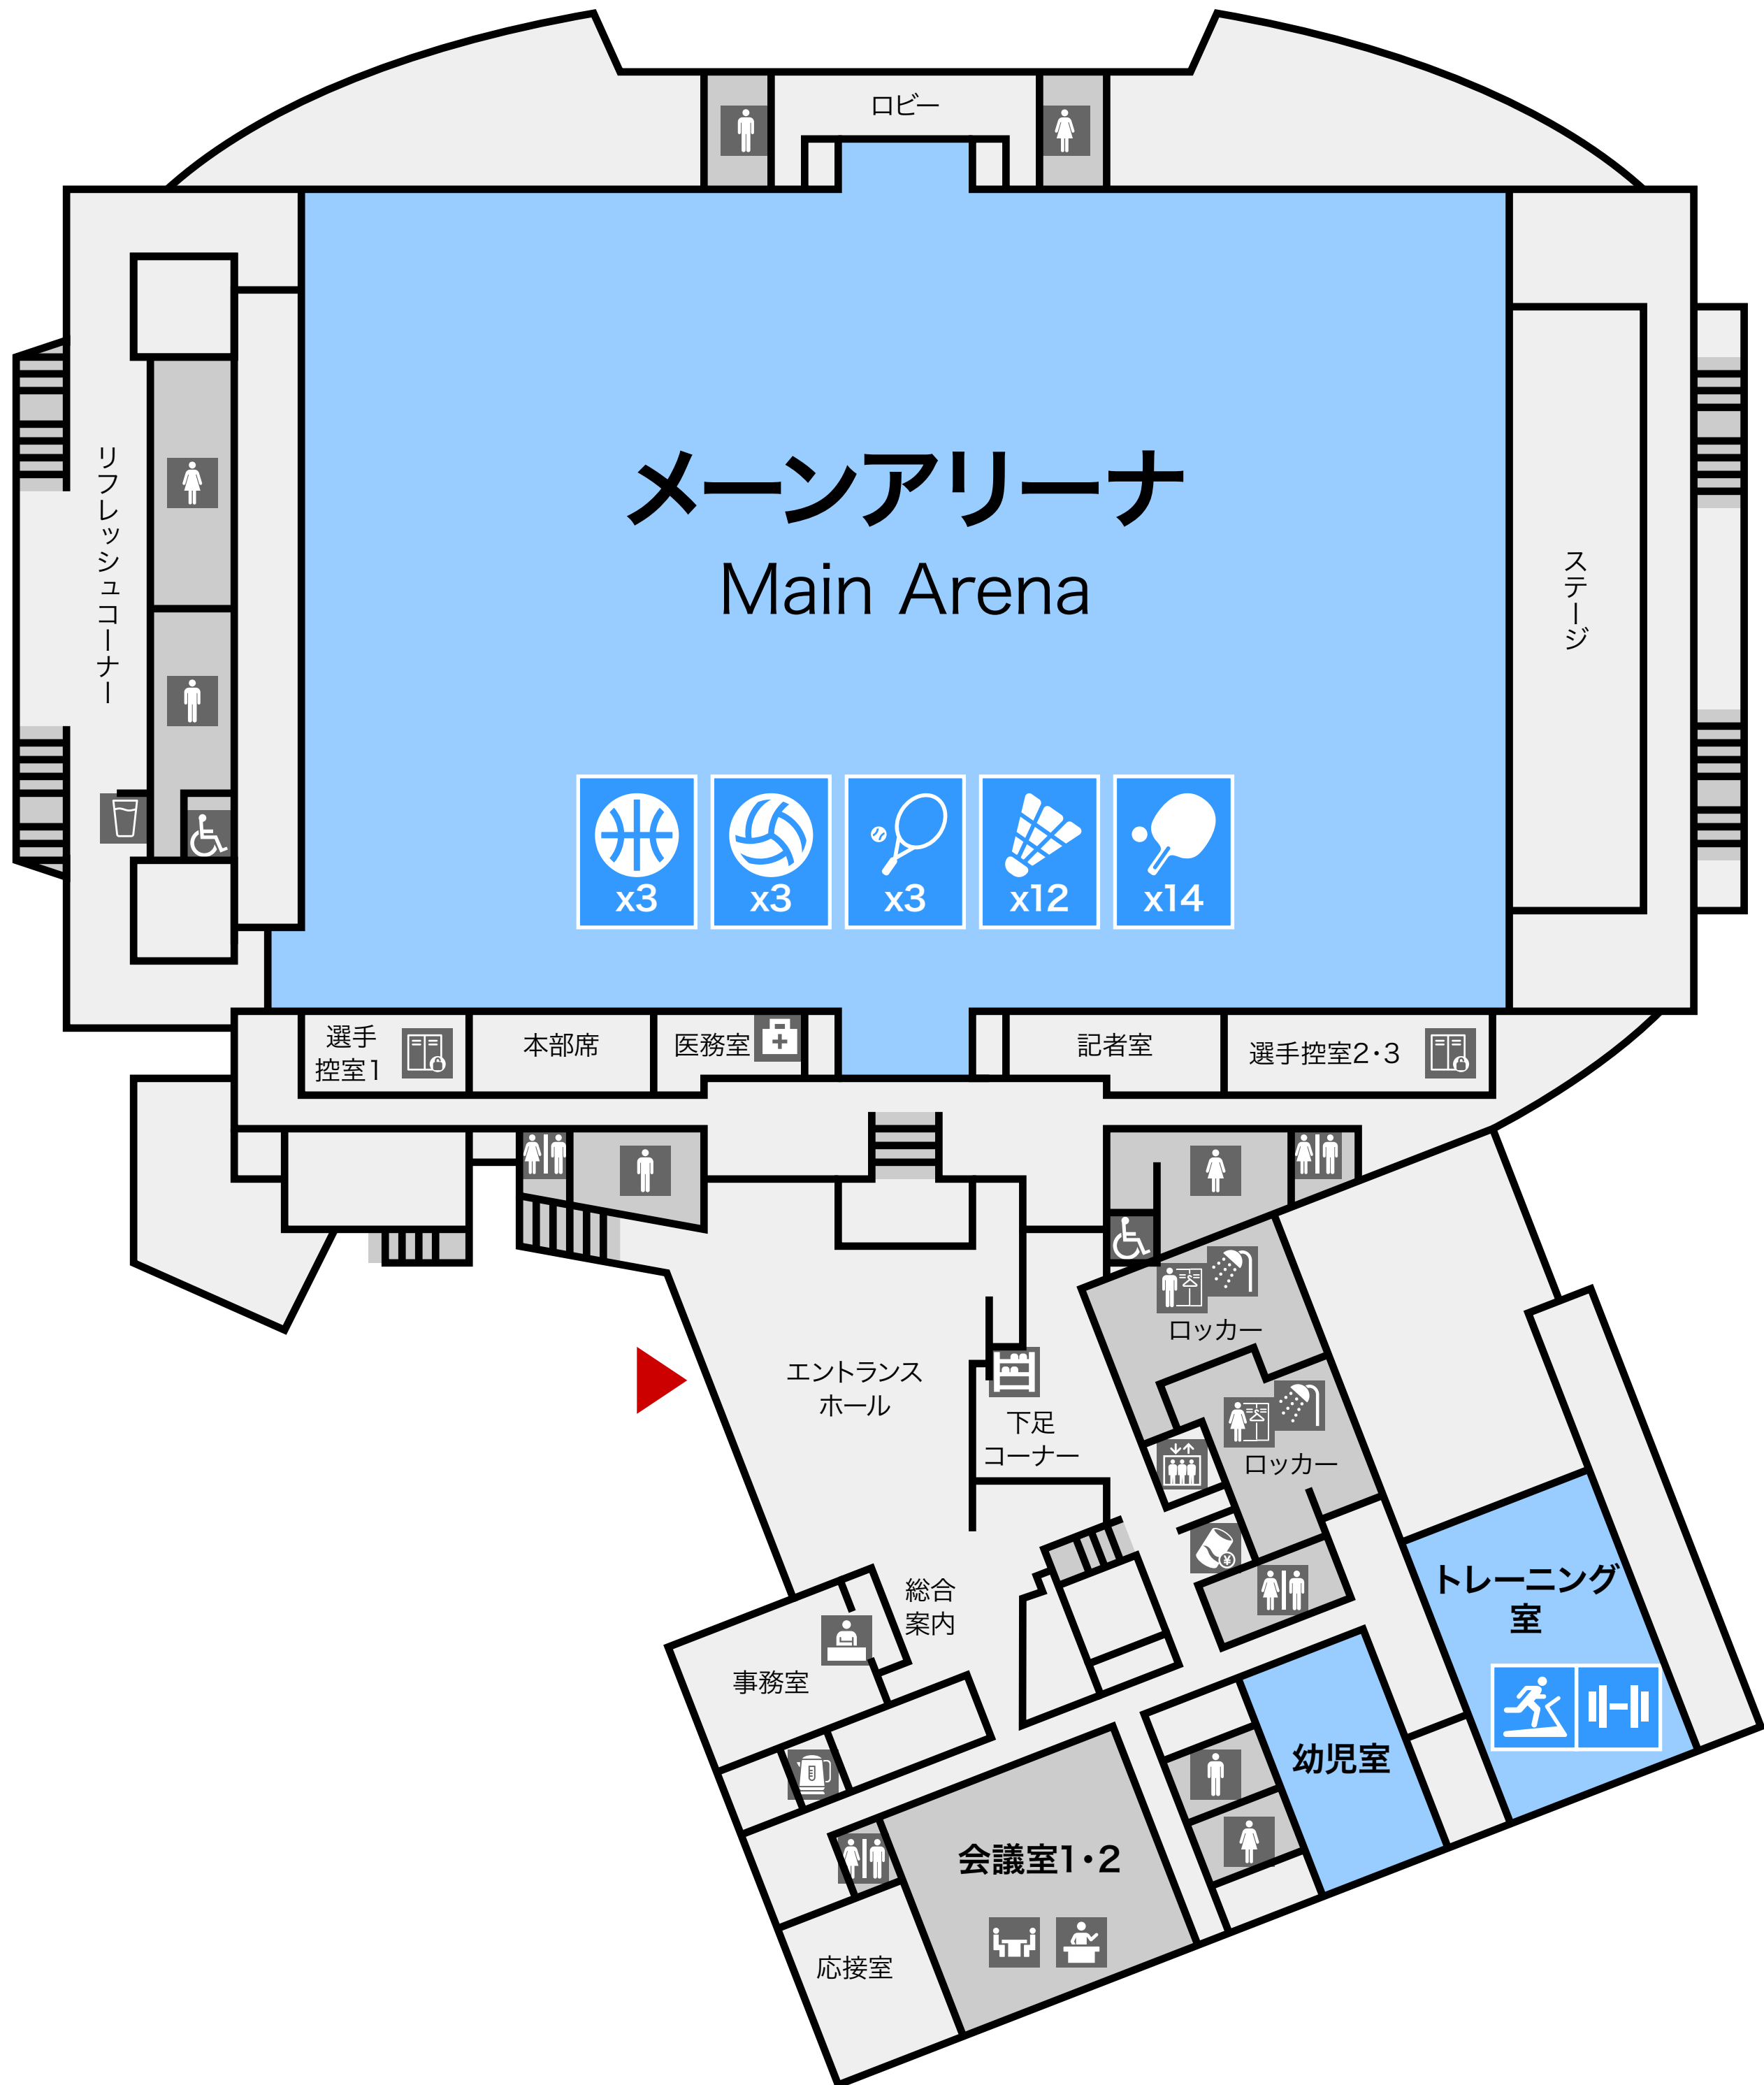 ロビー
リフレッシュコーナー
メーンアリーナ
Main Arena
ステージ
x3
x3
x3
x12
x14
選手
控室1
本部席
医務室
記者室
選手控室2・3
エントランス
ホール
下足
コーナー
ロッカー
ロッカー
総合
案内
事務室
トレーニング
室
幼児室
会議室1・2
応接室